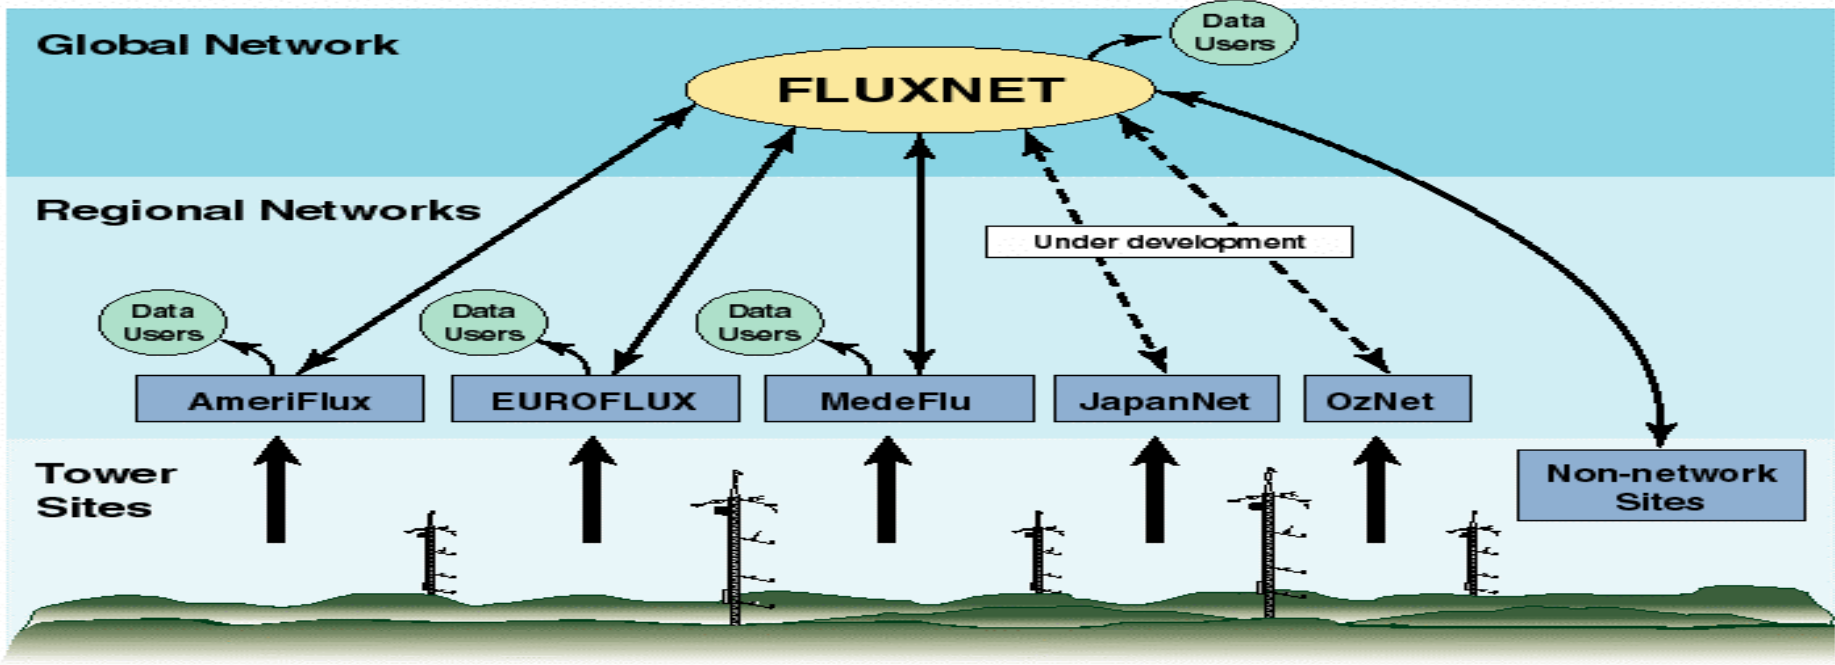 Global Network
Data
Users
FLUXNET
Regional Networks
Under development
Data
Users
Data
Users
Data
Users
AmeriFlux
EUROFLUX
MedeFlu
JapanNet
OzNet
Tower
Sites
Non-network
Sites